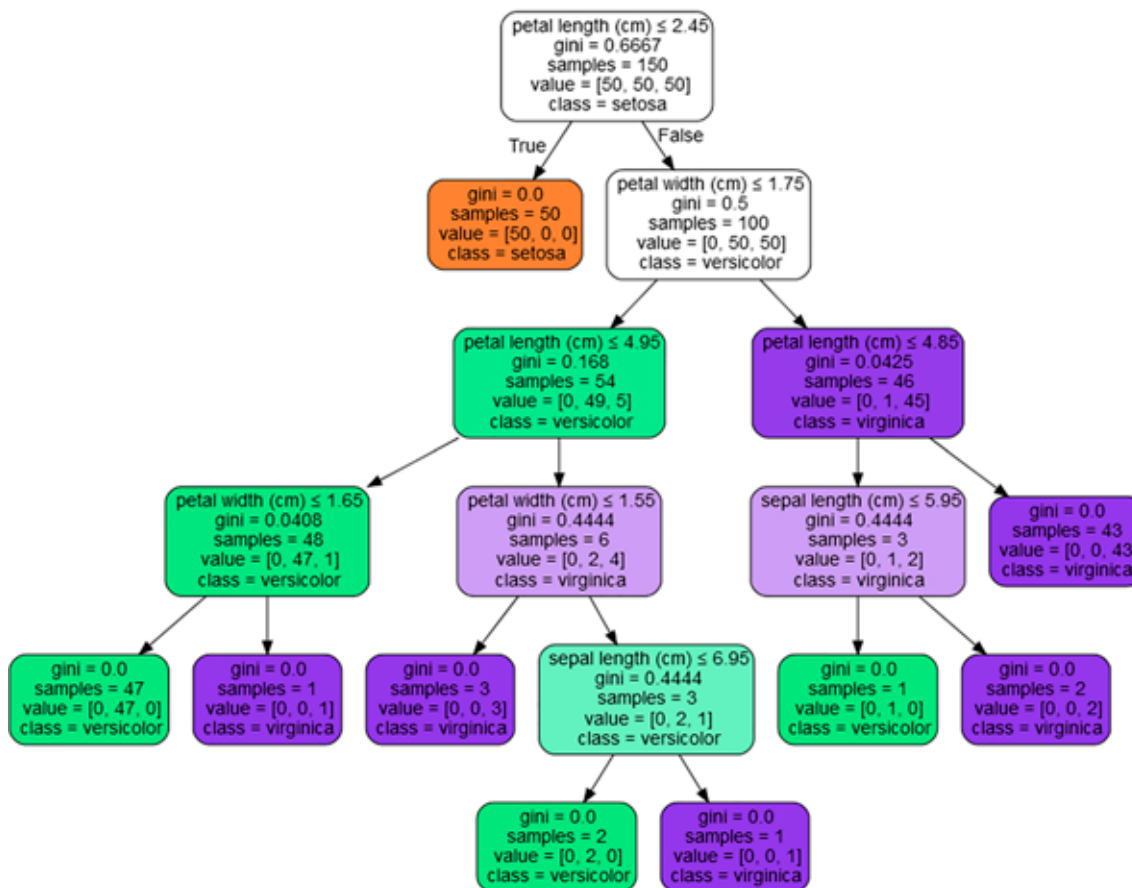 petal length (cm) ≤ 2.45
gini = 0.6667
samples = 150
value = [50, 50, 50]
class = setosa
True
False
gini = 0.0
samples = 50
value = [50, 0, 0]
class = setosa
petal width (cm) ≤ 1.75
gini = 0.5
samples = 100
value = [0, 50, 50]
class = versicolor
petal length (cm) ≤ 4.95
gini = 0.168
samples = 54
value = [0, 49, 5]
class = versicolor
petal length (cm) ≤ 4.85
gini = 0.0425
samples = 46
value = [0, 1, 45]
class = virginica
petal width (cm) ≤ 1.65
gini = 0.0408
samples = 48
value = [0, 47, 1]
class = versicolor
petal width (cm) ≤ 1.55
gini = 0.4444
samples = 6
value = [0, 2, 4]
class = virginica
sepal length (cm) ≤ 5.95
gini = 0.4444
samples = 3
value = [0, 1, 2]
class = virginica
gini = 0.0
samples = 43
value = [0, 0, 43
class = virginica
gini = 0.0
samples = 47
value = [0, 47, 0]
class = versicolor
gini = 0.0
samples = 1
value = [0, 0, 1]
class = virginica
gini = 0.0
samples = 3
value = [0, 0, 3]
class = virginica
sepal length (cm) ≤ 6.95
gini = 0.4444
samples = 3
value = [0, 2, 1]
class = versicolor
gini = 0.0
samples = 1
value = [0, 1, 0]
class = versicolor
gini = 0.0
samples = 2
value = [0, 0, 2]
class = virginica
gini = 0.0
samples = 2
value = [0, 2, 0]
class = versicolor
gini = 0.0
samples = 1
value = [0, 0, 1]
class = virginica